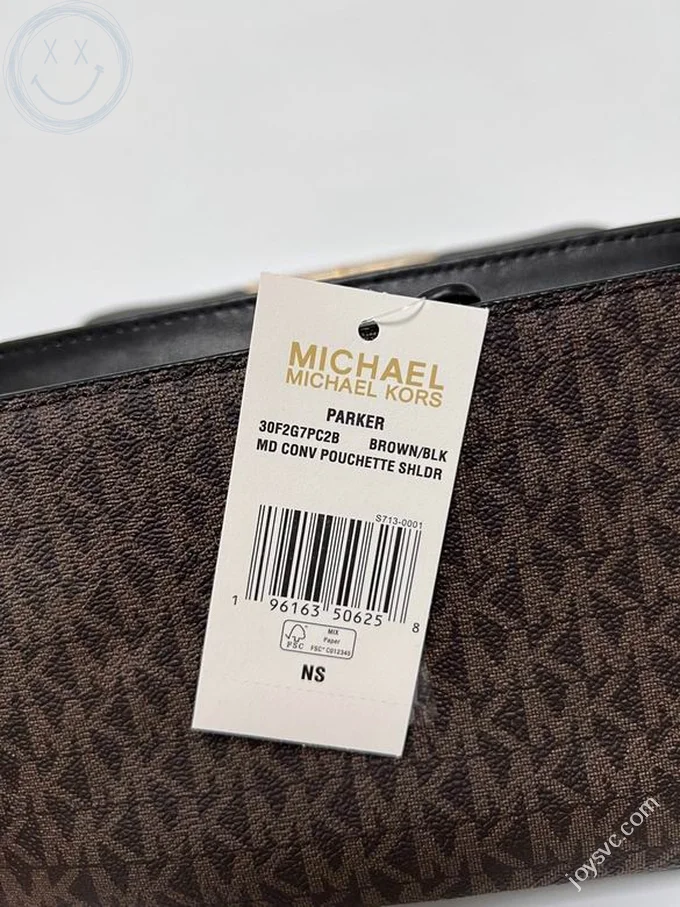 MICHAEL
MICHAEL KORS
PARKER
30F2G7PC2B BROWN/BLK
MD CONV POUCHETTE SHLDR
S713-0001
1 96163 50625 8
FSC
MIX
Paper
FSC® C012345
NS
joysvc.com